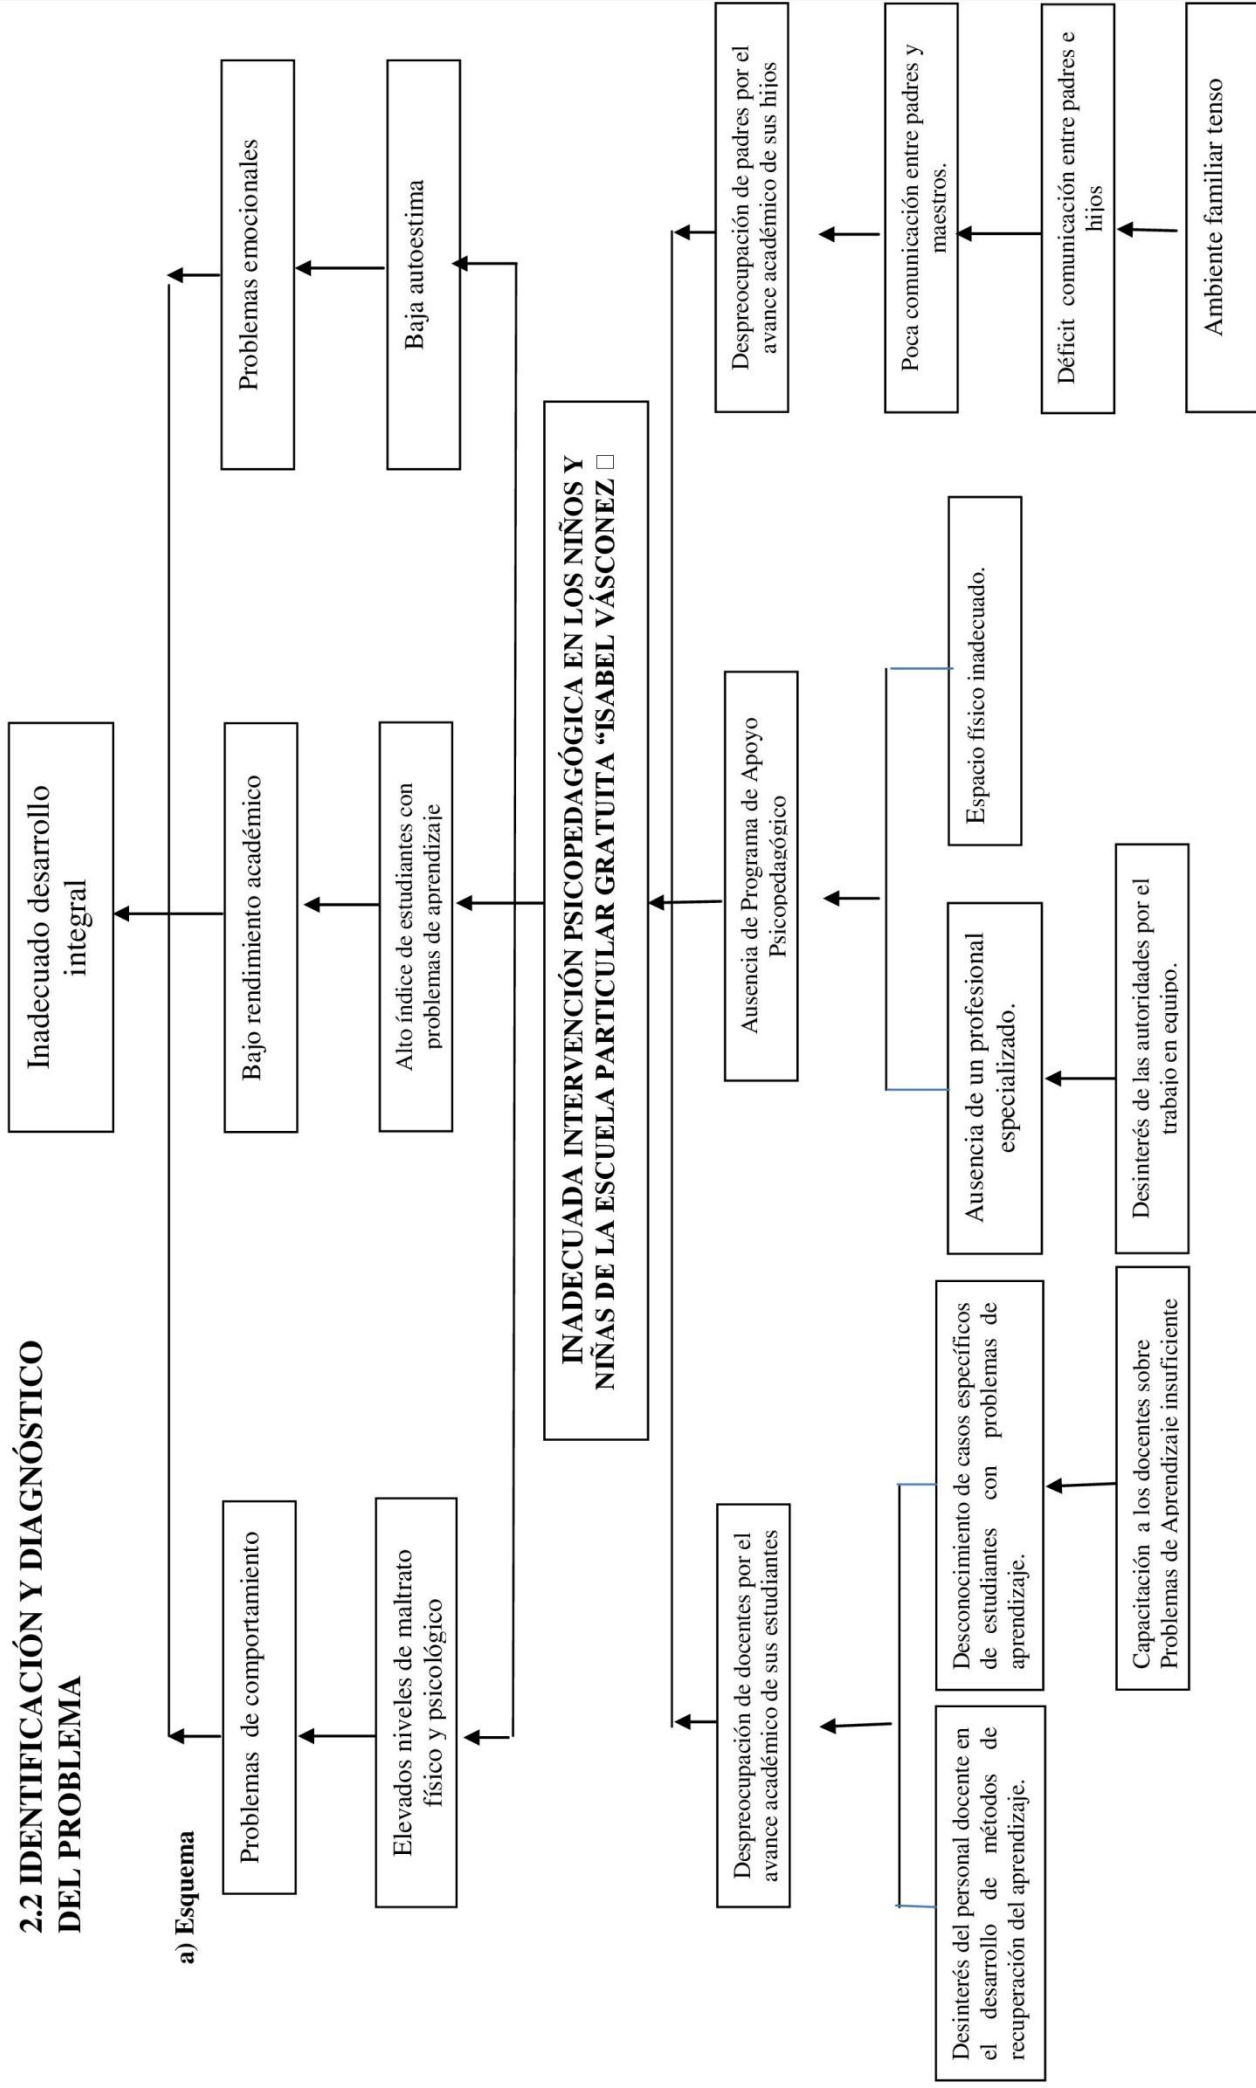 2.2 IDENTIFICACIÓN Y DIAGNÓSTICO
DEL PROBLEMA
a) Esquema
Inadecuado desarrollo
integral
Problemas de comportamiento
Bajo rendimiento académico
Problemas emocionales
Elevados niveles de maltrato
físico y psicológico
Alto índice de estudiantes con
problemas de aprendizaje
Baja autoestima
INADECUADA INTERVENCIÓN PSICOPEDAGÓGICA EN LOS NIÑOS Y
NIÑAS DE LA ESCUELA PARTICULAR GRATUITA “ISABEL VÁSCONEZ □
Despreocupación de docentes por el
avance académico de sus estudiantes
Ausencia de Programa de Apoyo
Psicopedagógico
Despreocupación de padres por el
avance académico de sus hijos
Desinterés del personal docente en
el desarrollo de métodos de
recuperación del aprendizaje.
Desconocimiento de casos específicos
de estudiantes con problemas de
aprendizaje.
Ausencia de un profesional
especializado.
Espacio físico inadecuado.
Poca comunicación entre padres y
maestros.
Déficit comunicación entre padres e
hijos
Capacitación a los docentes sobre
Problemas de Aprendizaje insuficiente
Desinterés de las autoridades por el
trabajo en equipo.
Ambiente familiar tenso